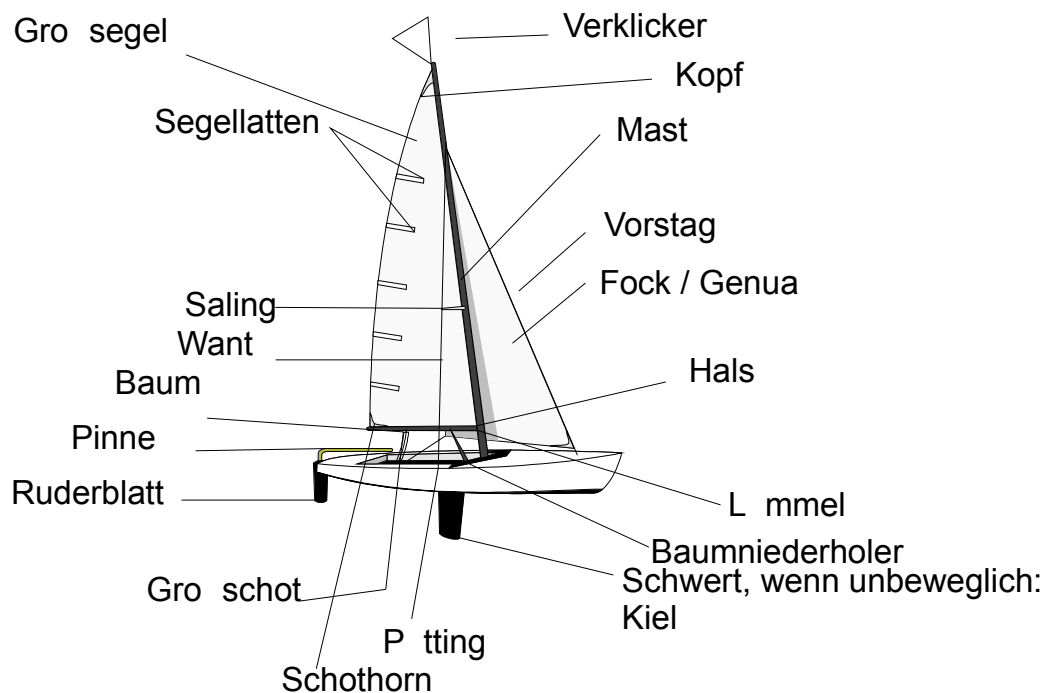 Gro segel
Verklicker
Kopf
Segellatten
Mast
Vorstag
Fock / Genua
Saling
Want
Hals
Baum
Pinne
Ruderblatt
L mmel
Baumniederholer
Schwert, wenn unbeweglich:
Kiel
Gro schot
P tting
Schothorn